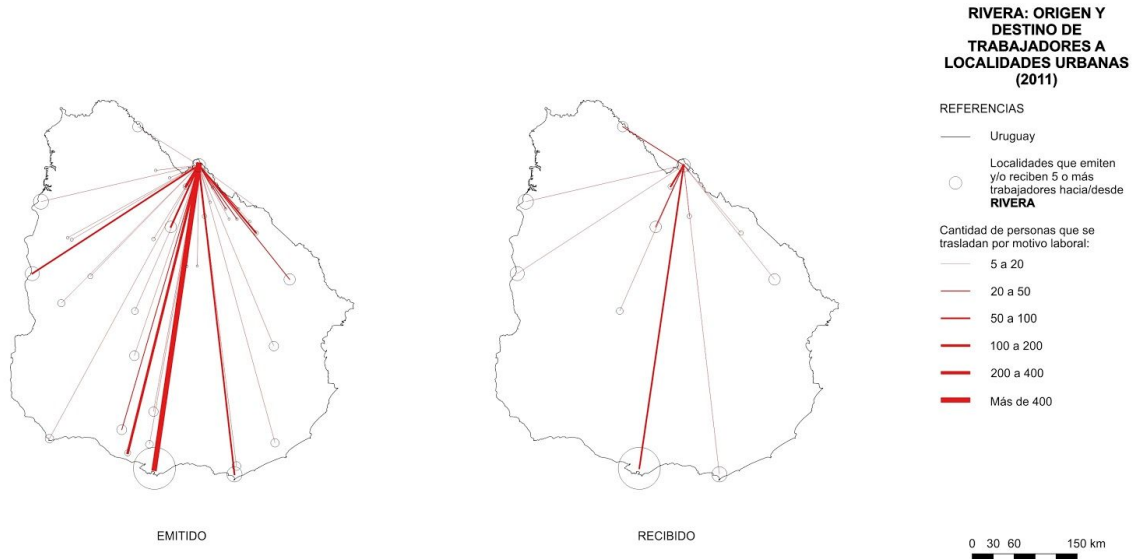 RIVERA: ORIGEN Y
DESTINO DE
TRABAJADORES A
LOCALIDADES URBANAS
(2011)
REFERENCIAS
Uruguay
Localidades que emiten
y/o reciben 5 o más
trabajadores hacia/desde
RIVERA
Cantidad de personas que se
trasladan por motivo laboral:
5 a 20
20 a 50
50 a 100
100 a 200
200 a 400
Más de 400
EMITIDO
RECIBIDO
0 30 60 150 km